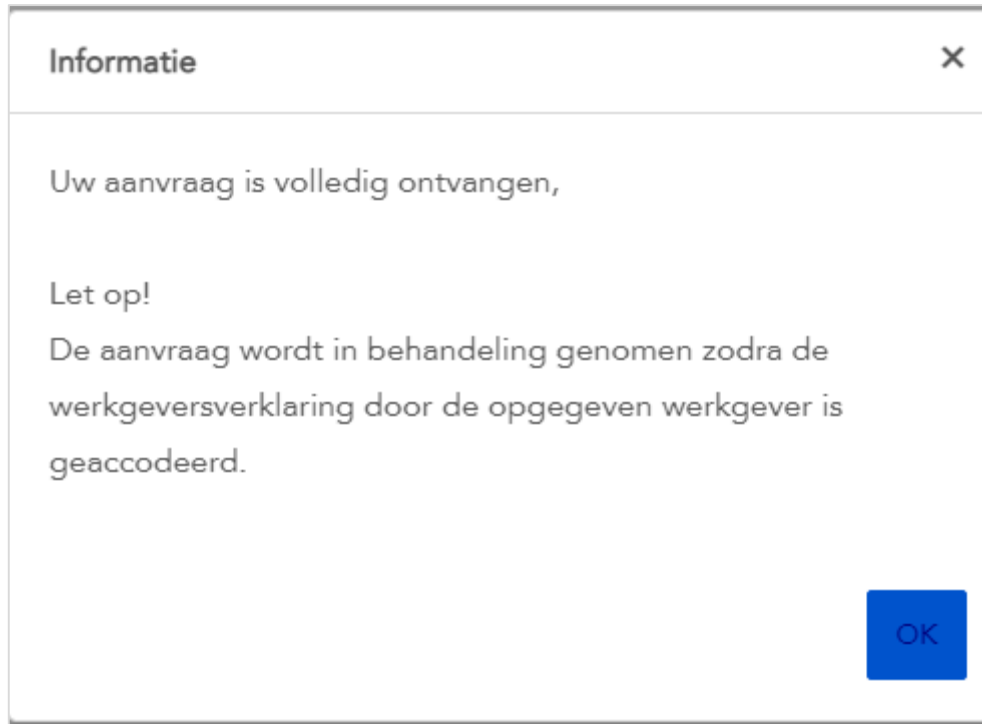 Informatie
Uw aanvraag is volledig ontvangen,
Let op!
De aanvraag wordt in behandeling genomen zodra de
werkgeversverklaring door de opgegeven werkgever is
geaccodeerd.
OK